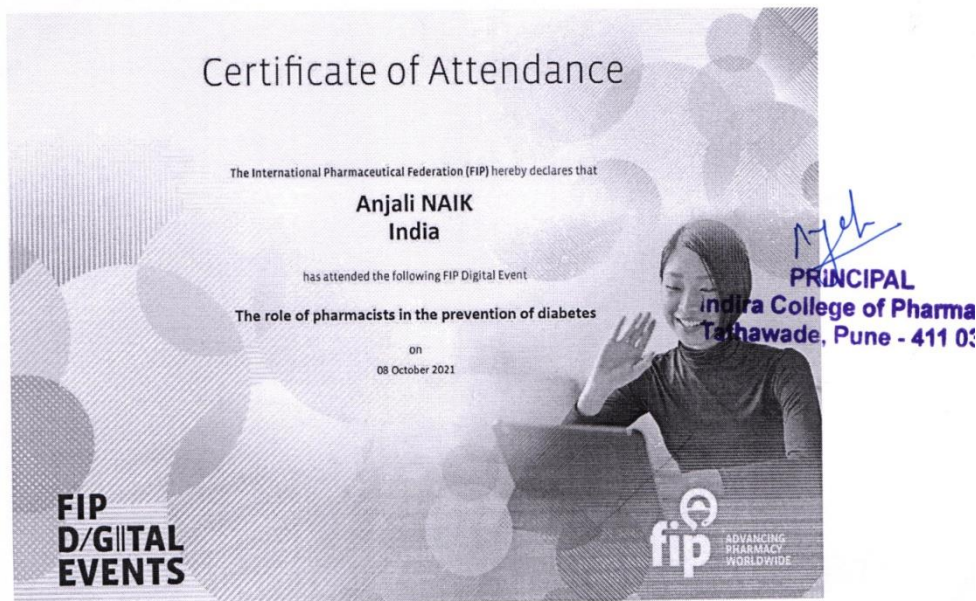 Certificate of Attendance
The International Pharmaceutical Federation (FIP) hereby declares that
Anjali NAIK
India
has attended the following FIP Digital Event
The role of pharmacists in the prevention of diabetes
on
08 October 2021
PRINCIPAL
Indira College of Pharma
Tathawade, Pune - 411 03
FIP
D/GIITAL
EVENTS
fip
ADVANCING
PHARMACY
WORLDWIDE